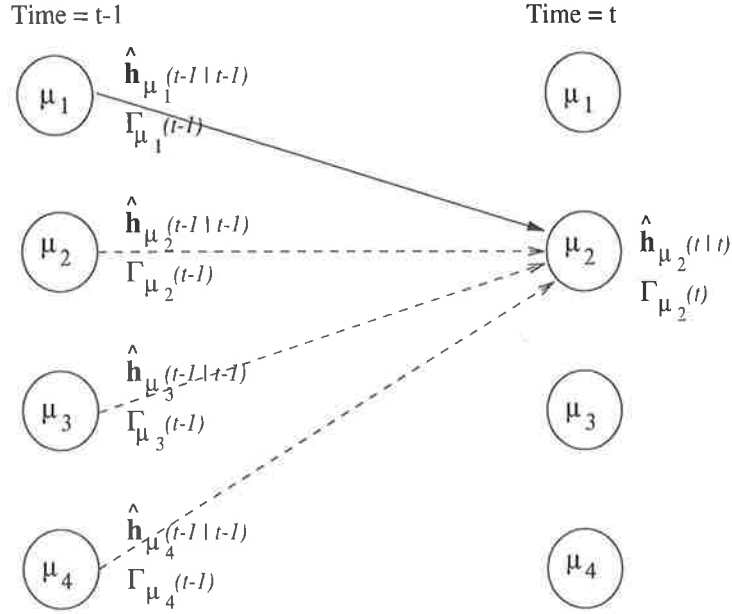 Time = t-1 Time = t
μ1 ĥμ1(t-1 | t-1) μ1
Γμ1(t-1)
μ2 ĥμ2(t-1 | t-1) μ2 ĥμ2(t | t)
Γμ2(t-1) Γμ2(t)
μ3 ĥμ3(t-1 | t-1) μ3
Γμ3(t-1)
μ4 ĥμ4(t-1 | t-1) μ4
Γμ4(t-1)